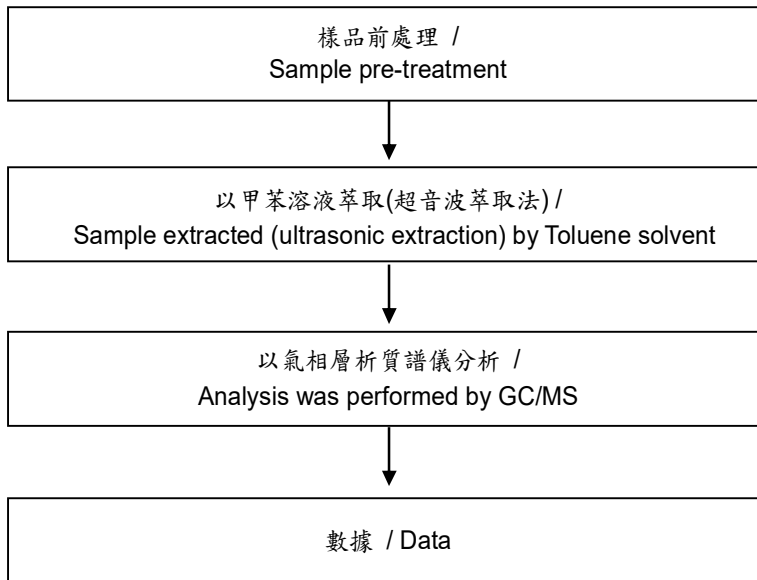 樣品前處理 /
Sample pre-treatment
以甲苯溶液萃取(超音波萃取法) /
Sample extracted (ultrasonic extraction) by Toluene solvent
以氣相層析質譜儀分析 /
Analysis was performed by GC/MS
數據 / Data